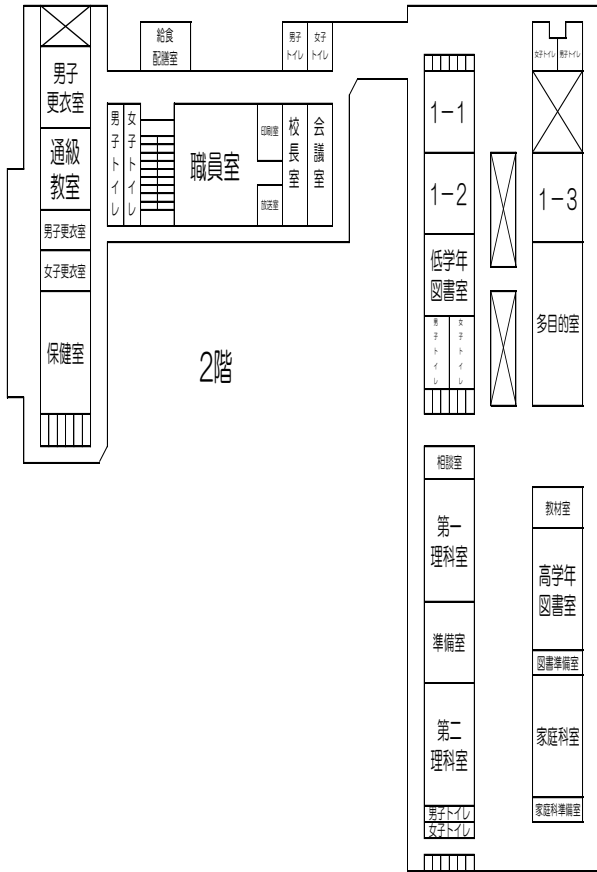 給食
配膳室
男子
トイレ
女子
トイレ
女子トイレ
男子トイレ
男子
更衣室
通級
教室
男子更衣室
女子更衣室
保健室
男子トイレ
女子トイレ
職員室
印刷室
放送室
校長室
会議室
2階
1-1
1-2
低学年
図書室
男子トイレ
女子トイレ
1-3
多目的室
相談室
第一
理科室
準備室
第二
理科室
男子トイレ
女子トイレ
教材室
高学年
図書室
図書準備室
家庭科室
家庭科準備室